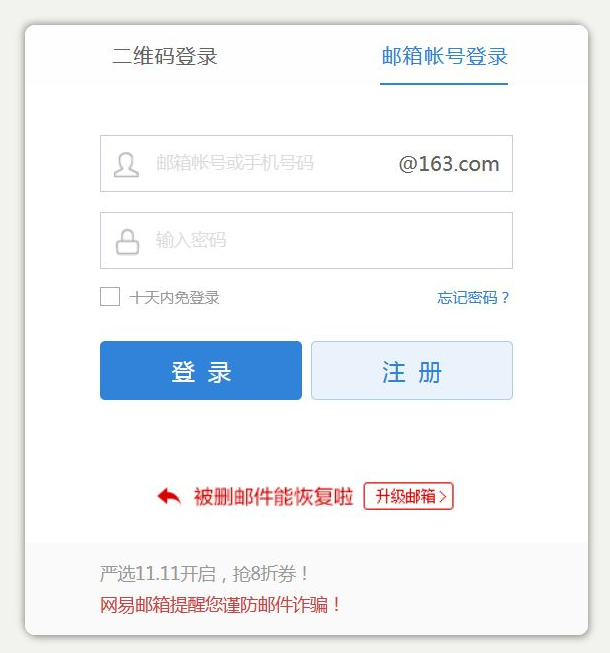 二维码登录 邮箱帐号登录
邮箱帐号或手机号码 @163.com
输入密码
十天内免登录 忘记密码？
登 录 注 册
被删邮件能恢复啦 升级邮箱>
严选11.11开启，抢8折券！
网易邮箱提醒您谨防邮件诈骗！